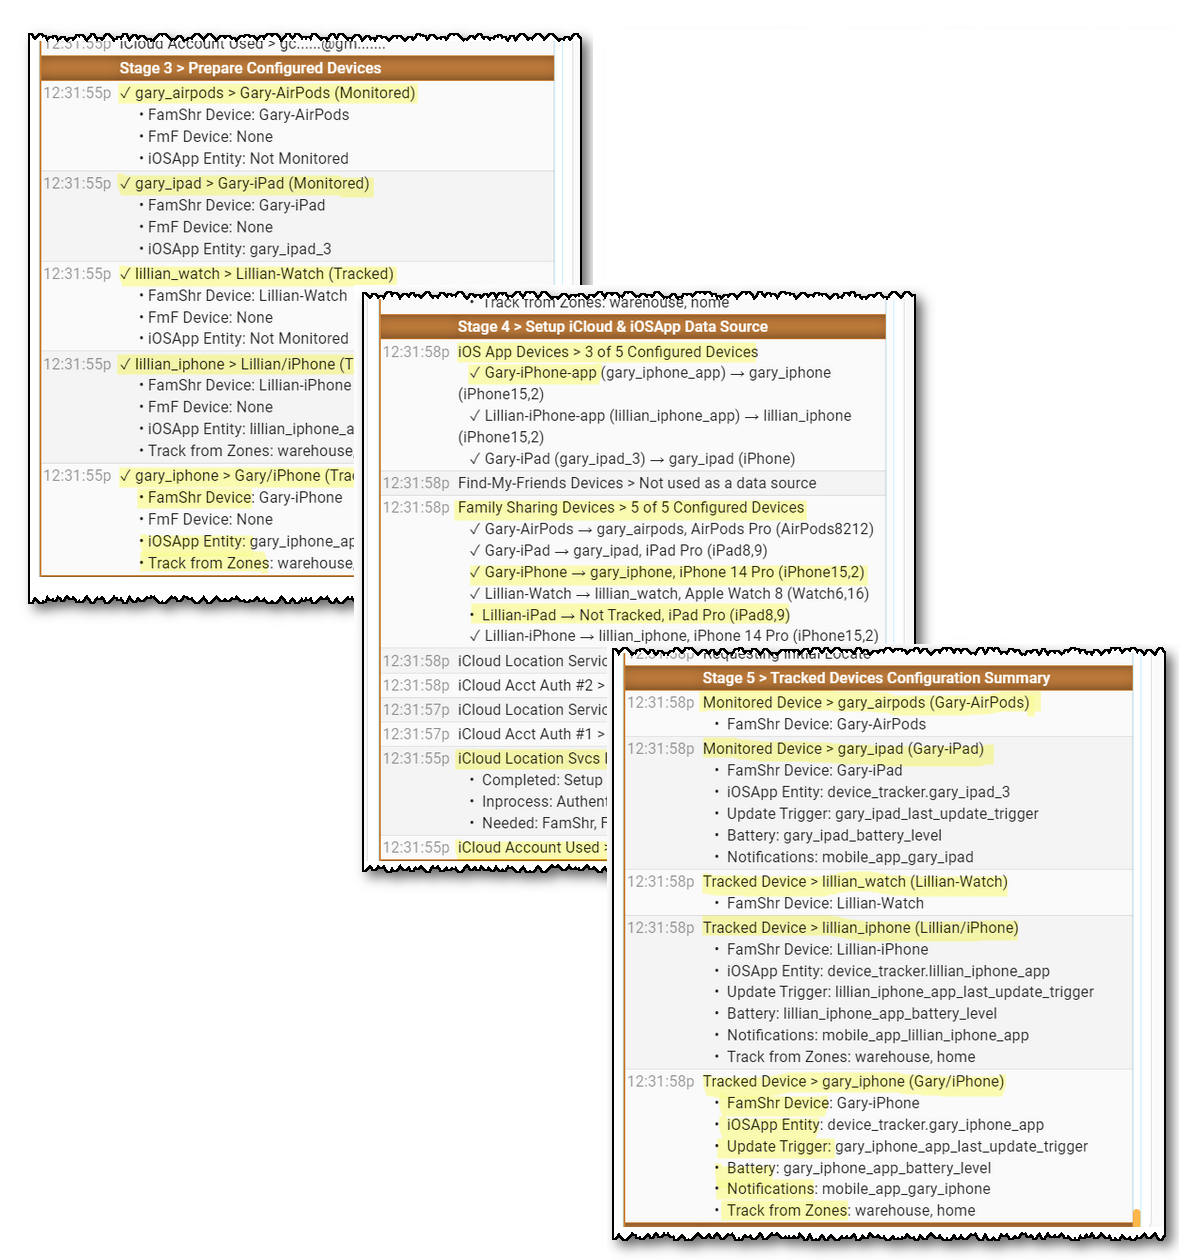 12:31:55p iCloud Account Used > gc......@gm.......
Stage 3 > Prepare Configured Devices
12:31:55p ✓ gary_airpods > Gary-AirPods (Monitored)
• FamShr Device: Gary-AirPods
• FmF Device: None
• iOSApp Entity: Not Monitored
12:31:55p ✓ gary_ipad > Gary-iPad (Monitored)
• FamShr Device: Gary-iPad
• FmF Device: None
• iOSApp Entity: gary_ipad_3
12:31:55p ✓ lillian_watch > Lillian-Watch (Tracked)
• FamShr Device: Lillian-Watch
• FmF Device: None
• iOSApp Entity: Not Monitored
12:31:55p ✓ lillian_iphone > Lillian/iPhone (T
• FamShr Device: Lillian-iPhone
• FmF Device: None
• iOSApp Entity: lillian_iphone_a
• Track from Zones: warehouse,
12:31:55p ✓ gary_iphone > Gary/iPhone (Tra
• FamShr Device: Gary-iPhone
• FmF Device: None
• iOSApp Entity: gary_iphone_ap
• Track from Zones: warehouse,
• Track from Zones: warehouse, home
Stage 4 > Setup iCloud & iOSApp Data Source
12:31:58p iOS App Devices > 3 of 5 Configured Devices
✓ Gary-iPhone-app (gary_iphone_app) → gary_iphone
(iPhone15,2)
✓ Lillian-iPhone-app (lillian_iphone_app) → lillian_iphone
(iPhone15,2)
✓ Gary-iPad (gary_ipad_3) → gary_ipad (iPhone)
12:31:58p Find-My-Friends Devices > Not used as a data source
12:31:58p Family Sharing Devices > 5 of 5 Configured Devices
✓ Gary-AirPods → gary_airpods, AirPods Pro (AirPods8212)
✓ Gary-iPad → gary_ipad, iPad Pro (iPad8,9)
✓ Gary-iPhone → gary_iphone, iPhone 14 Pro (iPhone15,2)
✓ Lillian-Watch → lillian_watch, Apple Watch 8 (Watch6,16)
• Lillian-iPad → Not Tracked, iPad Pro (iPad8,9)
✓ Lillian-iPhone → lillian_iphone, iPhone 14 Pro (iPhone15,2)
12:31:58p iCloud Location Servic
12:31:58p iCloud Acct Auth #2 >
12:31:57p iCloud Location Servic
12:31:57p iCloud Acct Auth #1 >
12:31:55p iCloud Location Svcs
• Completed: Setup
• Inprocess: Authent
• Needed: FamShr, F
12:31:55p iCloud Account Used >
12:31:58p Requesting Initial Locate
Stage 5 > Tracked Devices Configuration Summary
12:31:58p Monitored Device > gary_airpods (Gary-AirPods)
• FamShr Device: Gary-AirPods
12:31:58p Monitored Device > gary_ipad (Gary-iPad)
• FamShr Device: Gary-iPad
• iOSApp Entity: device_tracker.gary_ipad_3
• Update Trigger: gary_ipad_last_update_trigger
• Battery: gary_ipad_battery_level
• Notifications: mobile_app_gary_ipad
12:31:58p Tracked Device > lillian_watch (Lillian-Watch)
• FamShr Device: Lillian-Watch
12:31:58p Tracked Device > lillian_iphone (Lillian/iPhone)
• FamShr Device: Lillian-iPhone
• iOSApp Entity: device_tracker.lillian_iphone_app
• Update Trigger: lillian_iphone_app_last_update_trigger
• Battery: lillian_iphone_app_battery_level
• Notifications: mobile_app_lillian_iphone_app
• Track from Zones: warehouse, home
12:31:58p Tracked Device > gary_iphone (Gary/iPhone)
• FamShr Device: Gary-iPhone
• iOSApp Entity: device_tracker.gary_iphone_app
• Update Trigger: gary_iphone_app_last_update_trigger
• Battery: gary_iphone_app_battery_level
• Notifications: mobile_app_gary_iphone
• Track from Zones: warehouse, home